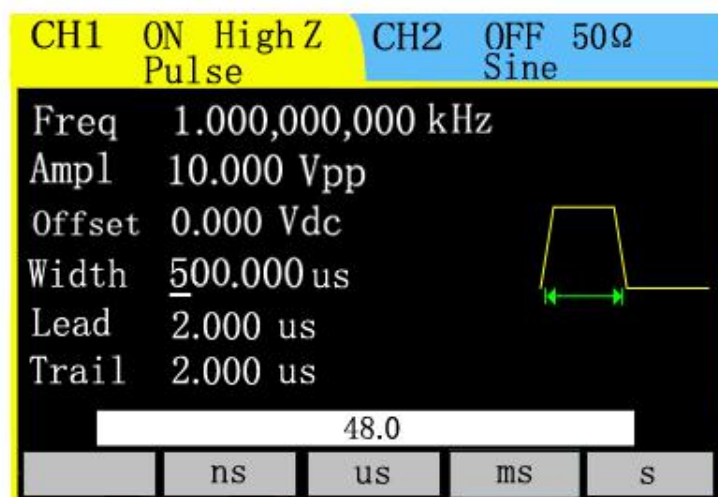 CH1 ON High Z CH2 OFF 50Ω
Pulse Sine
Freq 1.000,000,000 kHz
Ampl 10.000 Vpp
Offset 0.000 Vdc
Width 500.000 us
Lead 2.000 us
Trail 2.000 us
48.0
ns us ms s